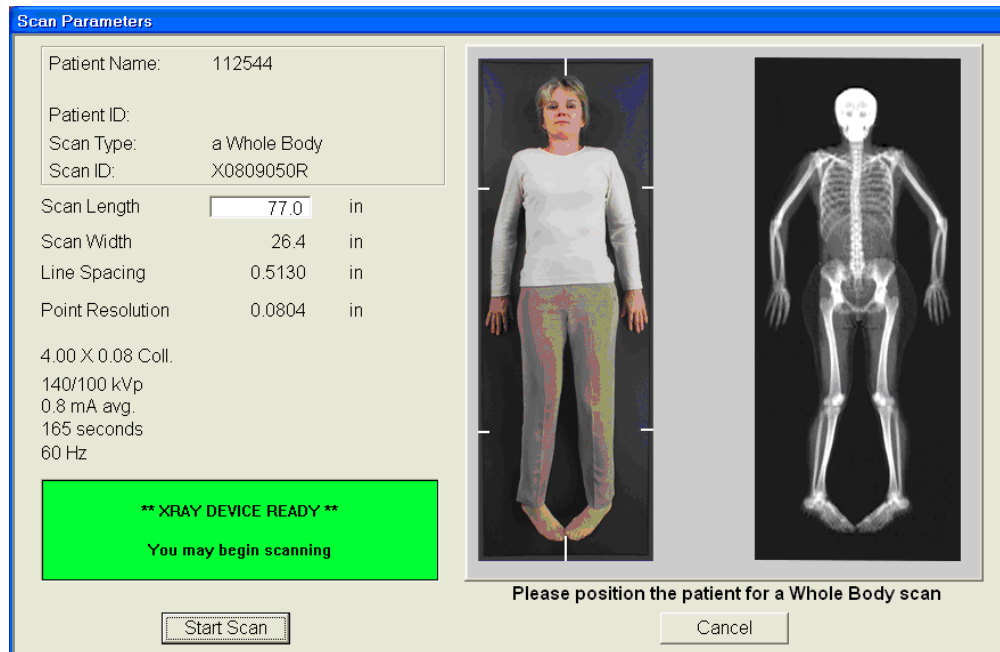 Scan Parameters
Patient Name: 112544
Patient ID:
Scan Type: a Whole Body
Scan ID: X0809050R
Scan Length 77.0 in
Scan Width 26.4 in
Line Spacing 0.5130 in
Point Resolution 0.0804 in
4.00 X 0.08 Coll.
140/100 kVp
0.8 mA avg.
165 seconds
60 Hz
** XRAY DEVICE READY **
You may begin scanning
Please position the patient for a Whole Body scan
Start Scan
Cancel